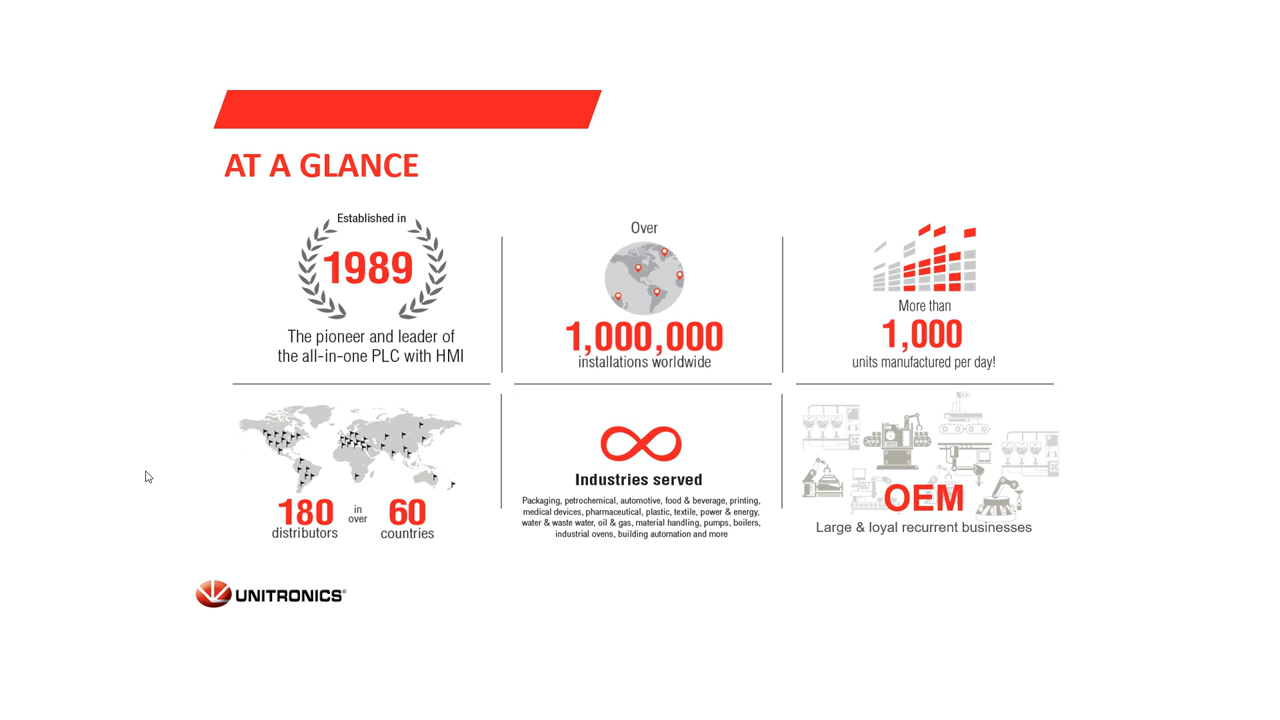 AT A GLANCE
Established in
1989
The pioneer and leader of
the all-in-one PLC with HMI
Over
1,000,000
installations worldwide
More than
1,000
units manufactured per day!
180
distributors
in
over
60
countries
Industries served
Packaging, petrochemical, automotive, food & beverage, printing,
medical devices, pharmaceutical, plastic, textile, power & energy,
water & waste water, oil & gas, material handling, pumps, boilers,
industrial ovens, building automation and more
OEM
Large & loyal recurrent businesses
UNITRONICS®